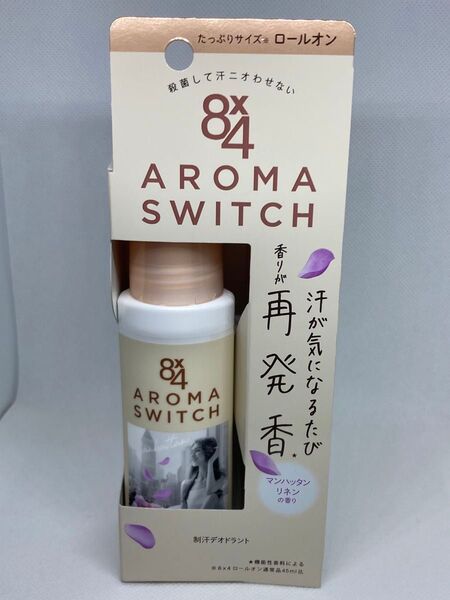 たっぷりサイズ※ ロールオン
殺菌して汗ニオわせない
8x4
AROMA
SWITCH
汗が気になるたび
香りが
再発香★
マンハッタン
リネン
の香り
8x4
AROMA
SWITCH
制汗デオドラント
★機能性香料による
※8x4ロールオン通常品45ml比